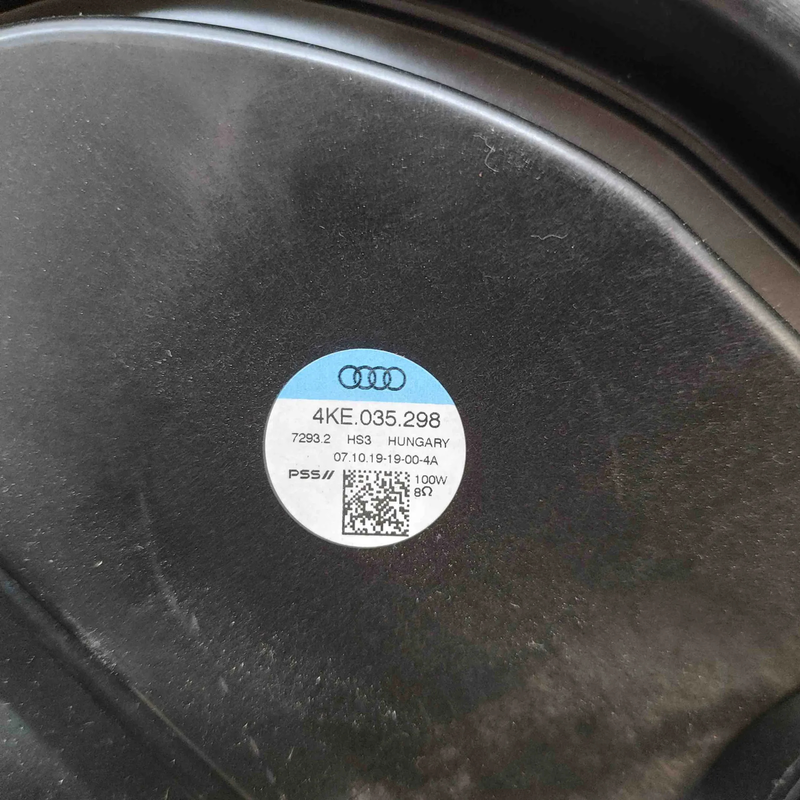 4KE.035.298
7293.2 HS3 HUNGARY
07.10.19-19-00-4A
PSS// 100W
8Ω